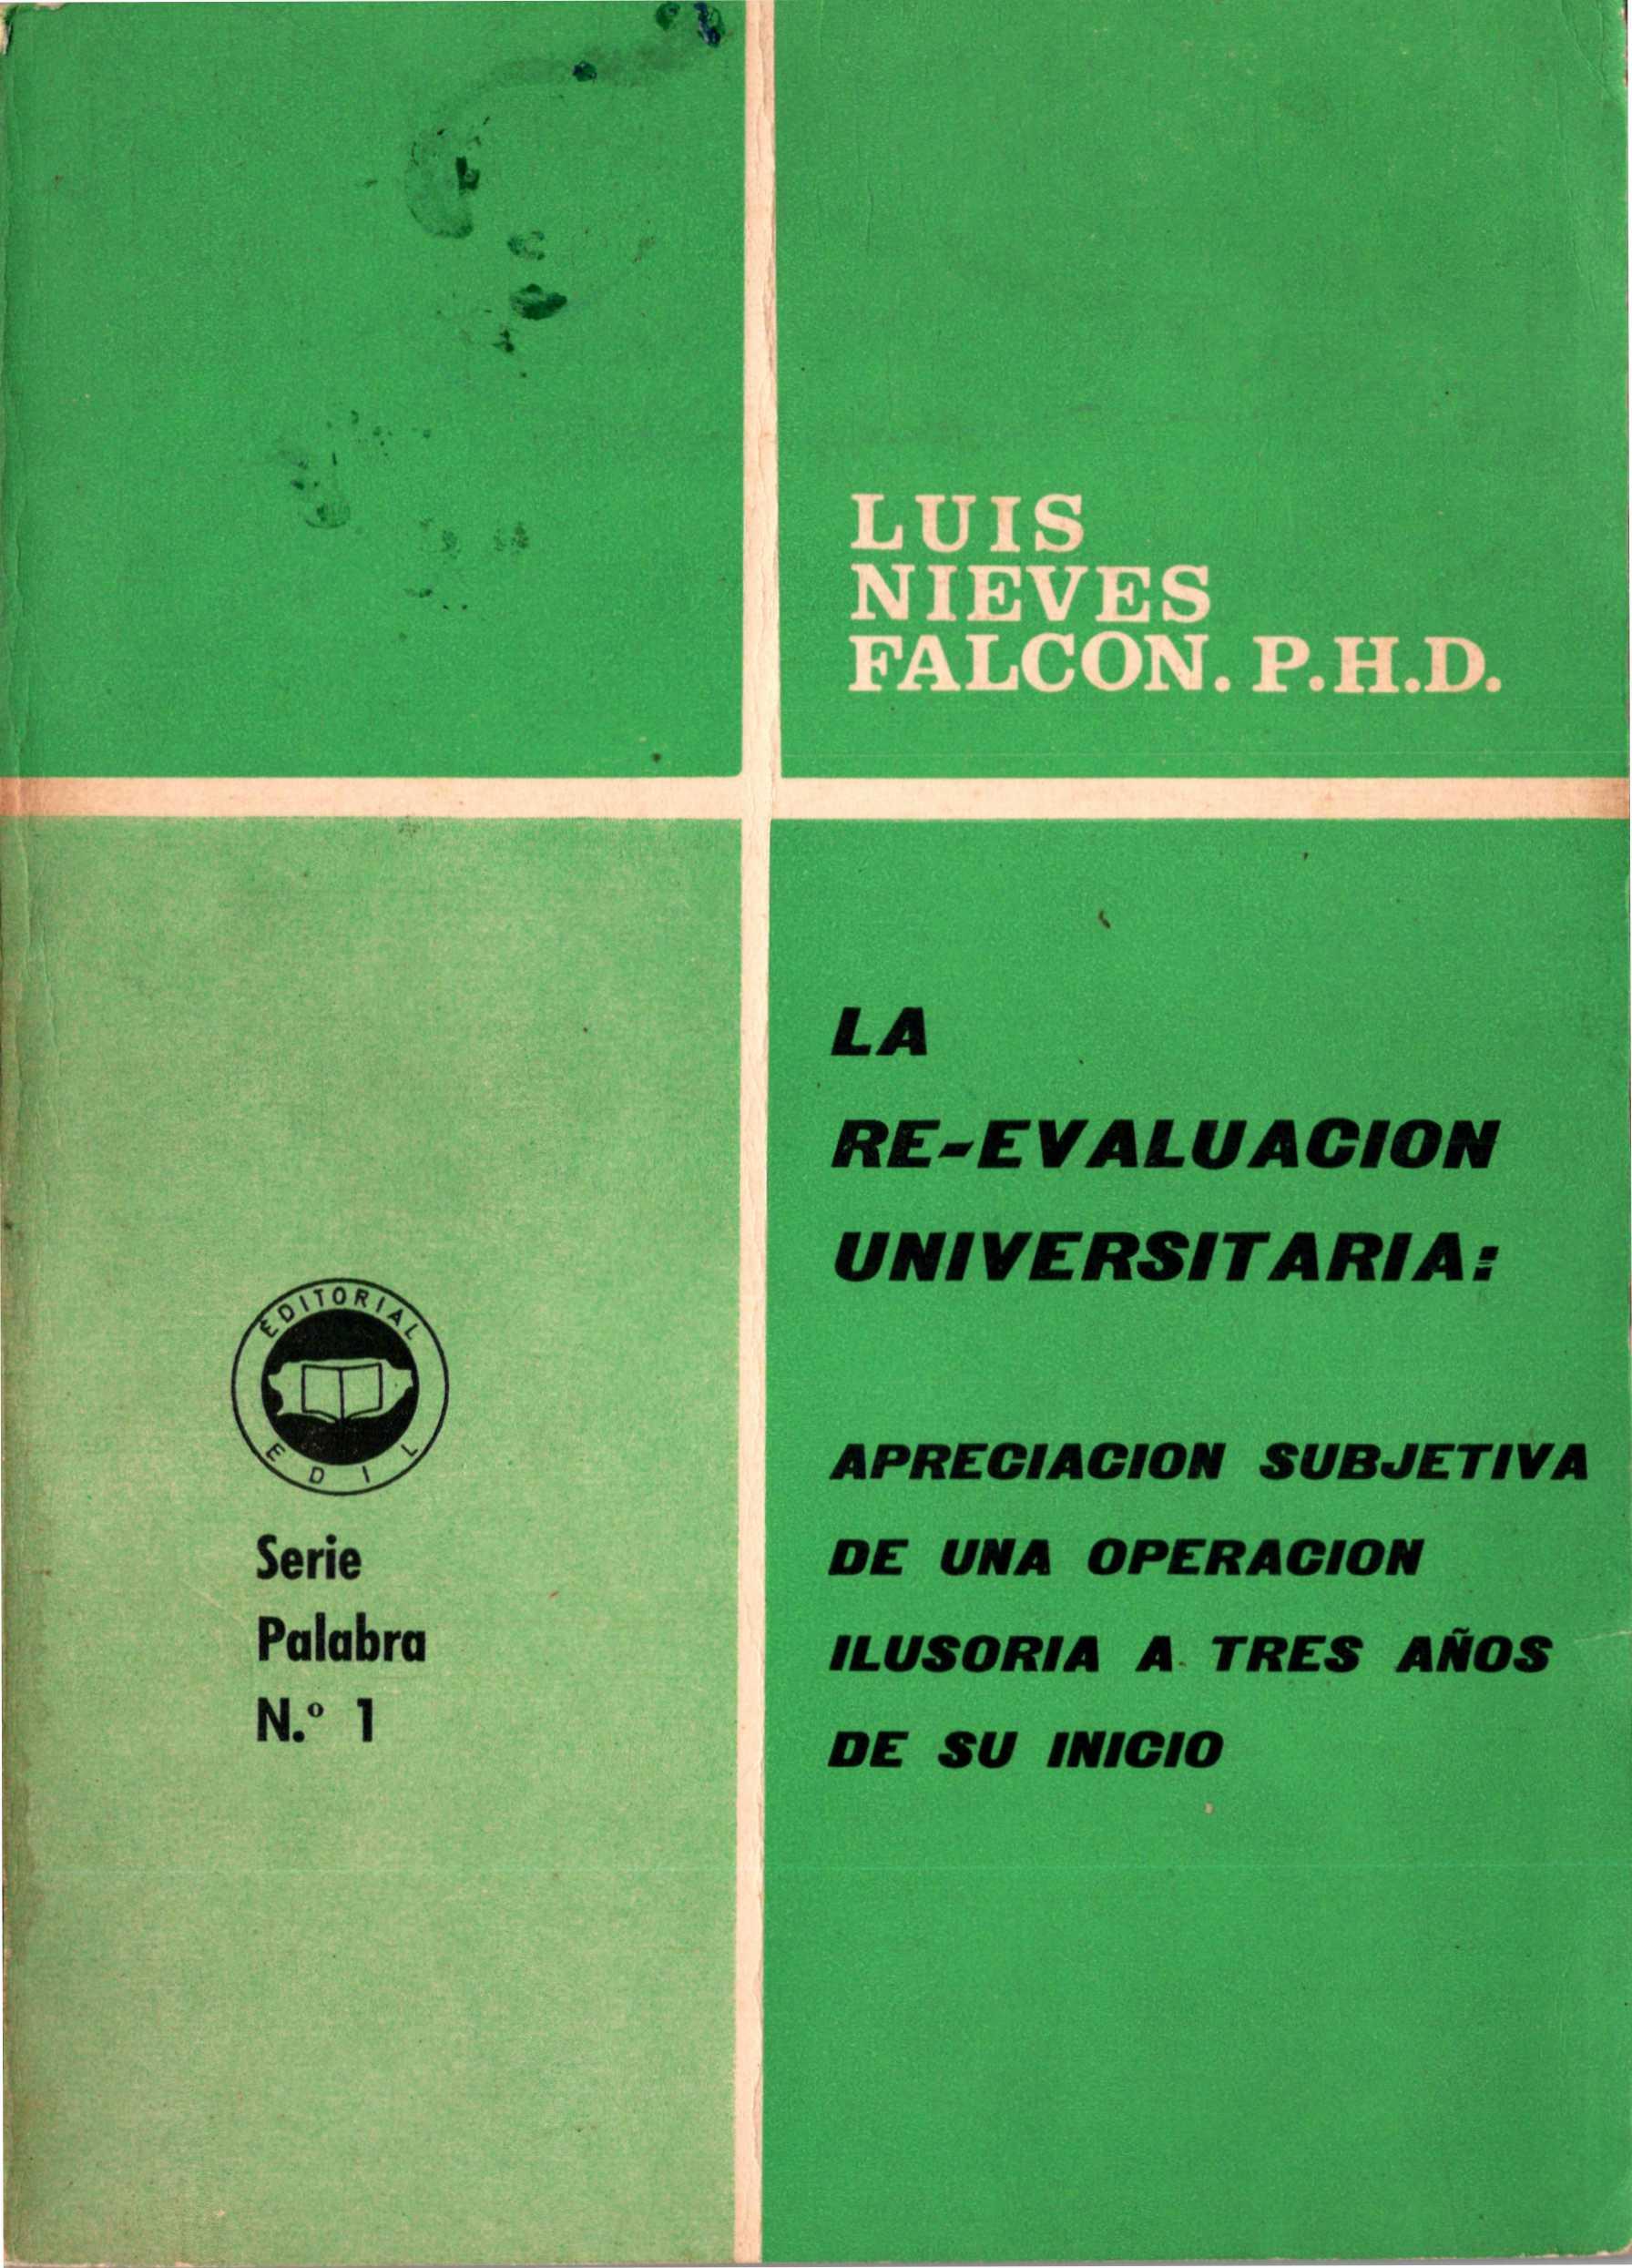 LUIS
NIEVES
FALCON. P.H.D.
LA
RE-EVALUACION
UNIVERSITARIA:
APRECIACION SUBJETIVA
DE UNA OPERACION
ILUSORIA A TRES AÑOS
DE SU INICIO
EDITORIAL
EDIL
Serie
Palabra
N.º 1